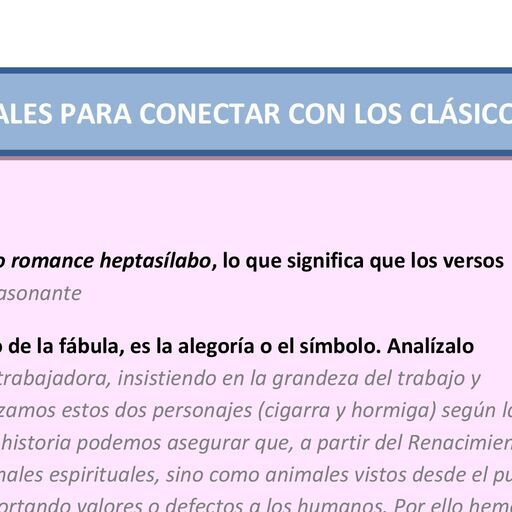 ALES PARA CONECTAR CON LOS CLÁSICO
o romance heptasílabo, lo que significa que los versos
asonante
o de la fábula, es la alegoría o el símbolo. Analízalo
trabajadora, insistiendo en la grandeza del trabajo y
zamos estos dos personajes (cigarra y hormiga) según l
historia podemos asegurar que, a partir del Renacimien
nales espirituales, sino como animales vistos desde el pu
ortando valores o defectos a los humanos. Por ello hem